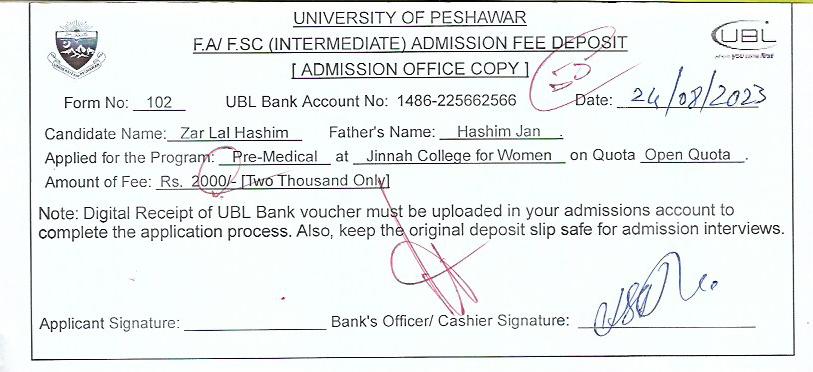 UNIVERSITY OF PESHAWAR
F.A/ F.SC (INTERMEDIATE) ADMISSION FEE DEPOSIT
UBL
where you come first
[ ADMISSION OFFICE COPY ]
Form No: 102 UBL Bank Account No: 1486-225662566 Date: 24/08/2023
Candidate Name: Zar Lal Hashim Father's Name: Hashim Jan .
Applied for the Program: Pre-Medical at Jinnah College for Women on Quota Open Quota .
Amount of Fee: Rs. 2000/- [Two Thousand Only]
Note: Digital Receipt of UBL Bank voucher must be uploaded in your admissions account to
complete the application process. Also, keep the original deposit slip safe for admission interviews.
Applicant Signature: Bank's Officer/ Cashier Signature: